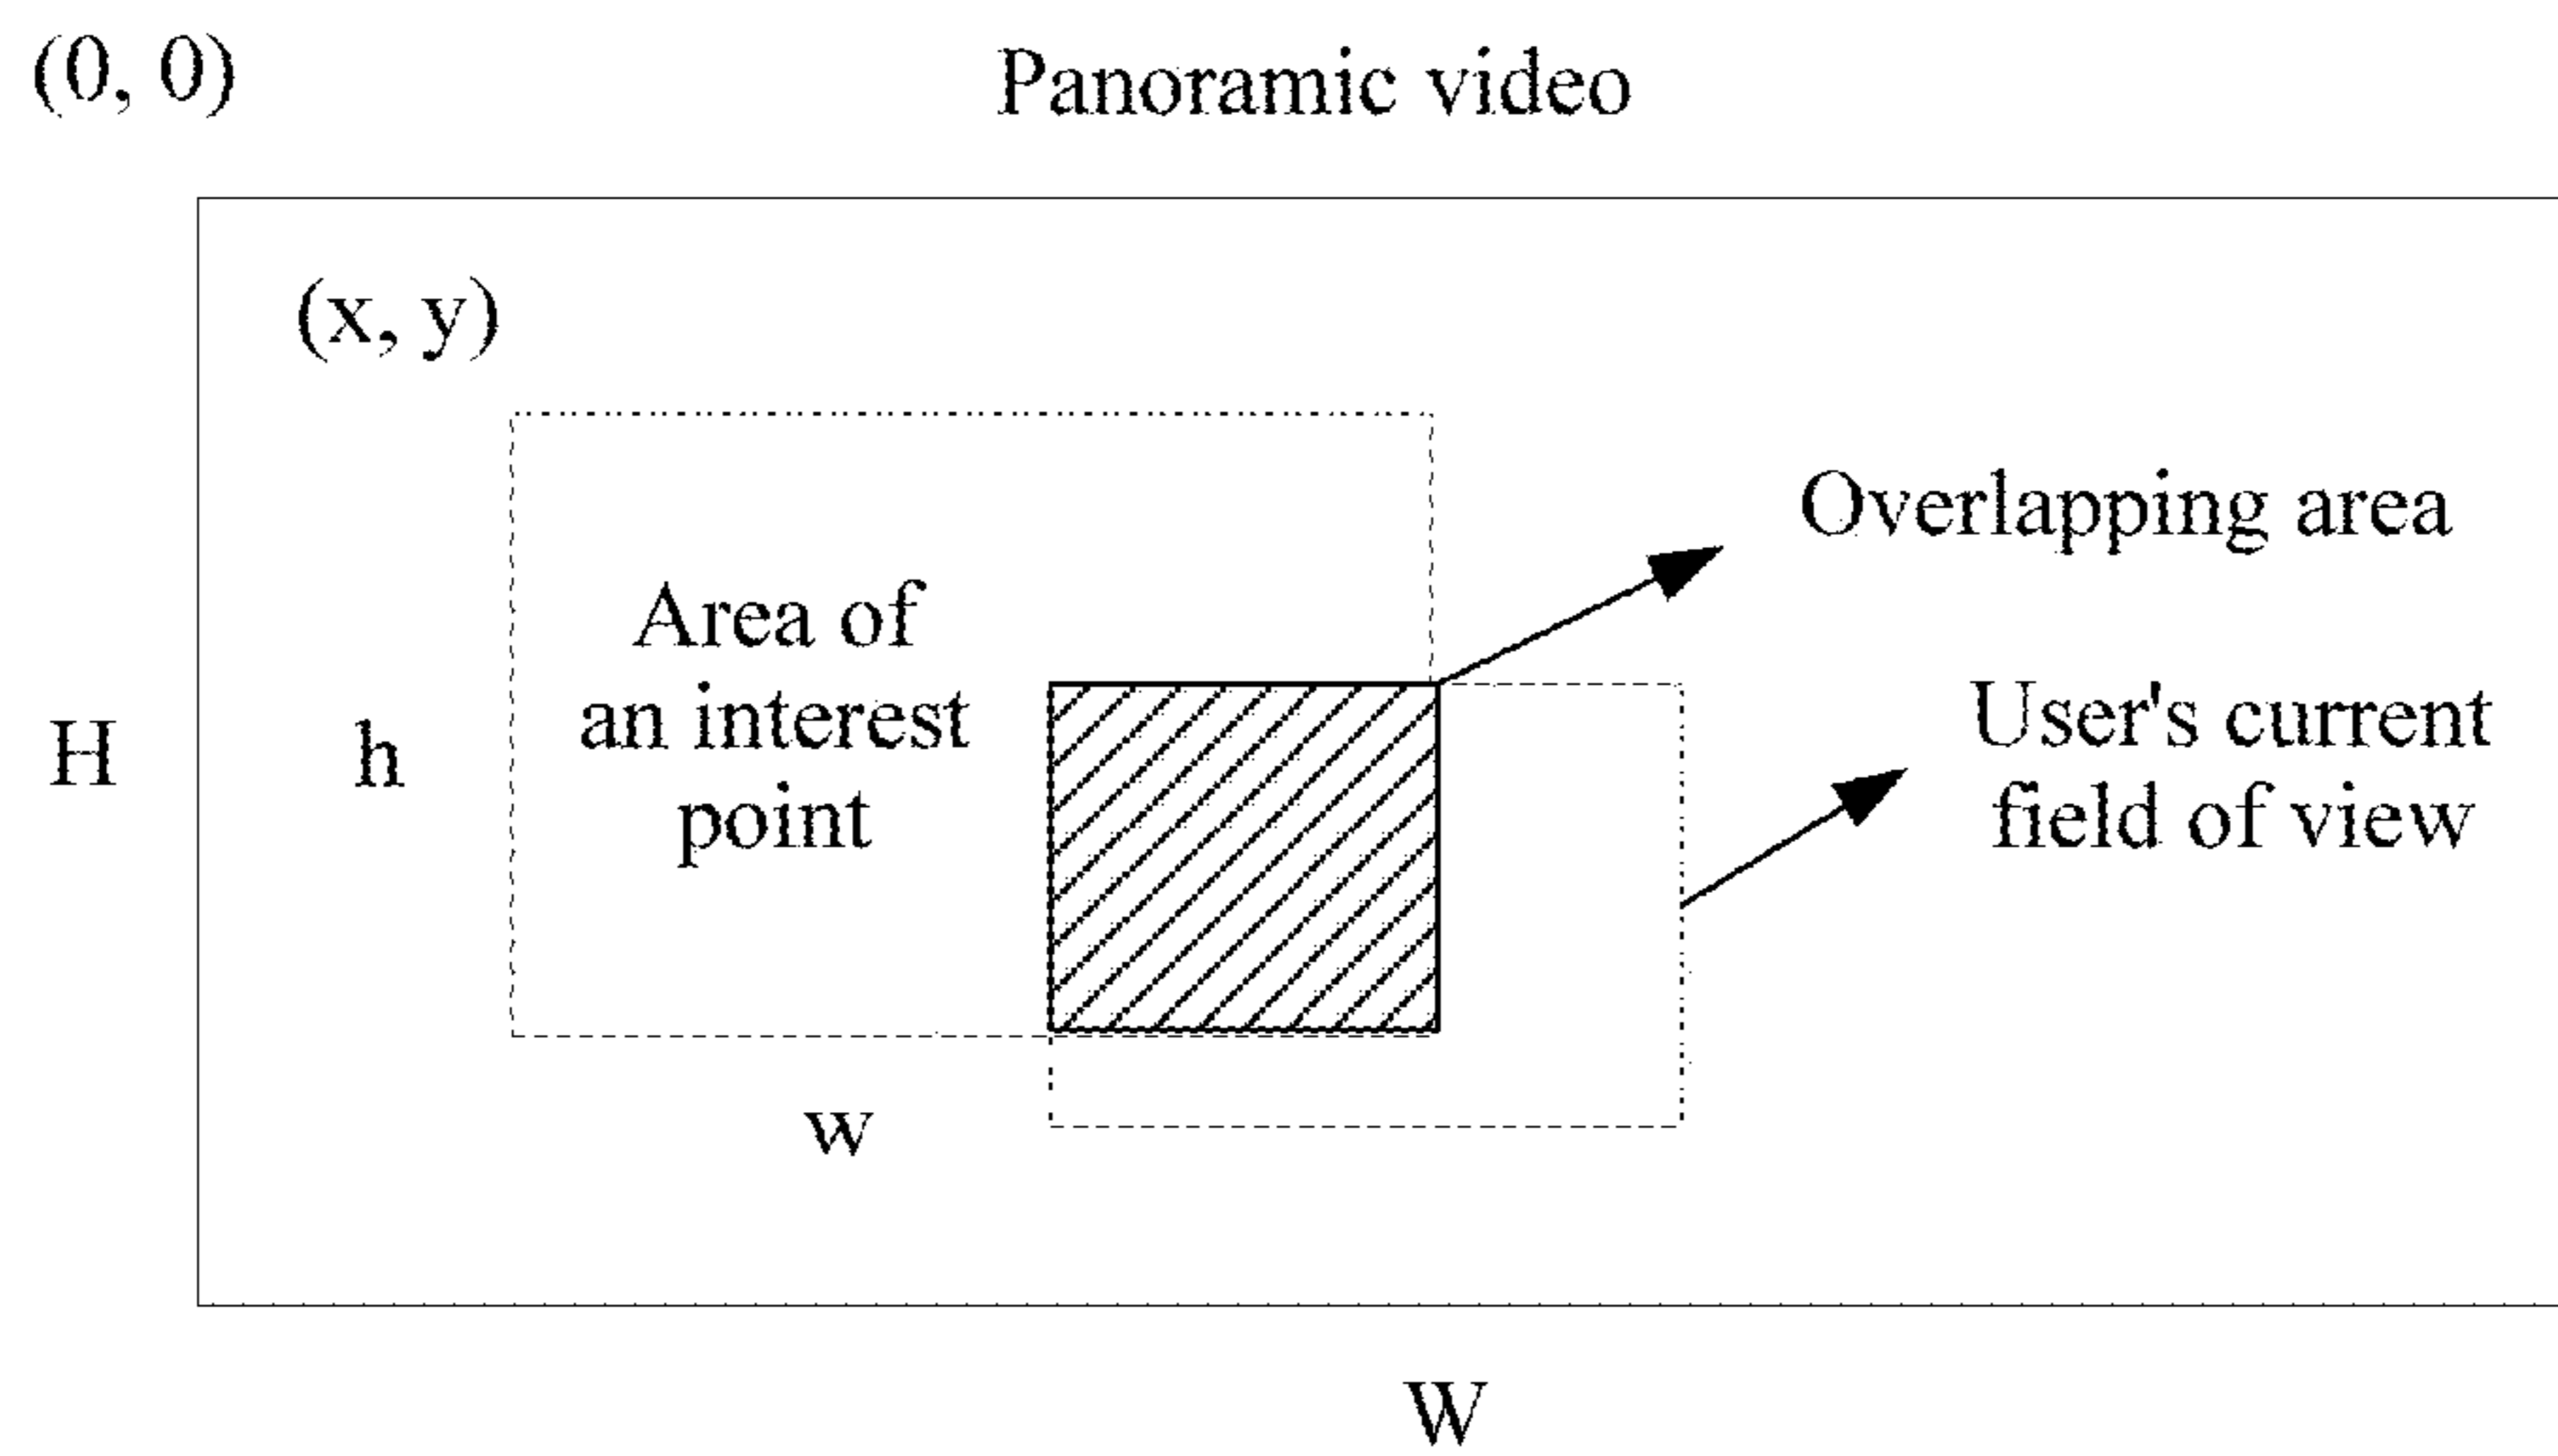 (0, 0)
Panoramic video
(x, y)
Overlapping area
Area of
an interest
point
User's current
field of view
H
h
w
W